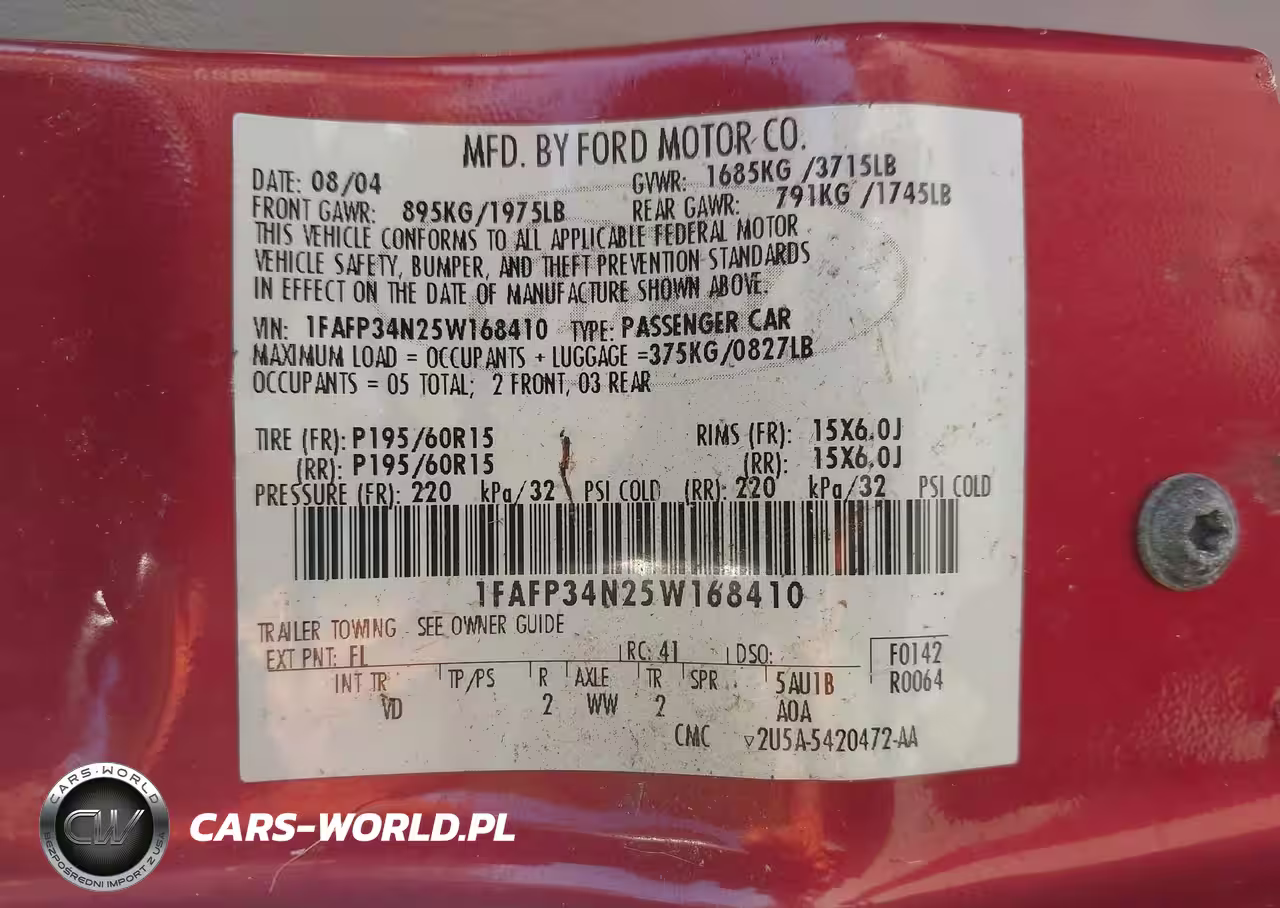 MFD. BY FORD MOTOR CO.
DATE: 08/04 GVWR: 1685KG /3715LB
FRONT GAWR: 895KG/1975LB REAR GAWR: 791KG /1745LB
THIS VEHICLE CONFORMS TO ALL APPLICABLE FEDERAL MOTOR
VEHICLE SAFETY, BUMPER, AND THEFT PREVENTION STANDARDS
IN EFFECT ON THE DATE OF MANUFACTURE SHOWN ABOVE.
VIN: 1FAFP34N25W168410 TYPE: PASSENGER CAR
MAXIMUM LOAD = OCCUPANTS + LUGGAGE =375KG/0827LB
OCCUPANTS = 05 TOTAL; 2 FRONT, 03 REAR
TIRE (FR): P195/60R15 RIMS (FR): 15X6.0J
(RR): P195/60R15 (RR): 15X6.0J
PRESSURE (FR): 220 kPa/32 PSI COLD (RR): 220 kPa/32 PSI COLD
1FAFP34N25W168410
TRAILER TOWING - SEE OWNER GUIDE
EXT PNT: FL RC: 41 DSO: F0142
INT TR TP/PS R AXLE TR SPR 5AU1B R0064
VD 2 WW 2 A0A
CMC ▽2U5A-5420472-AA
CARS-WORLD
CW
BEZPOŚREDNI IMPORT Z USA
CARS-WORLD.PL